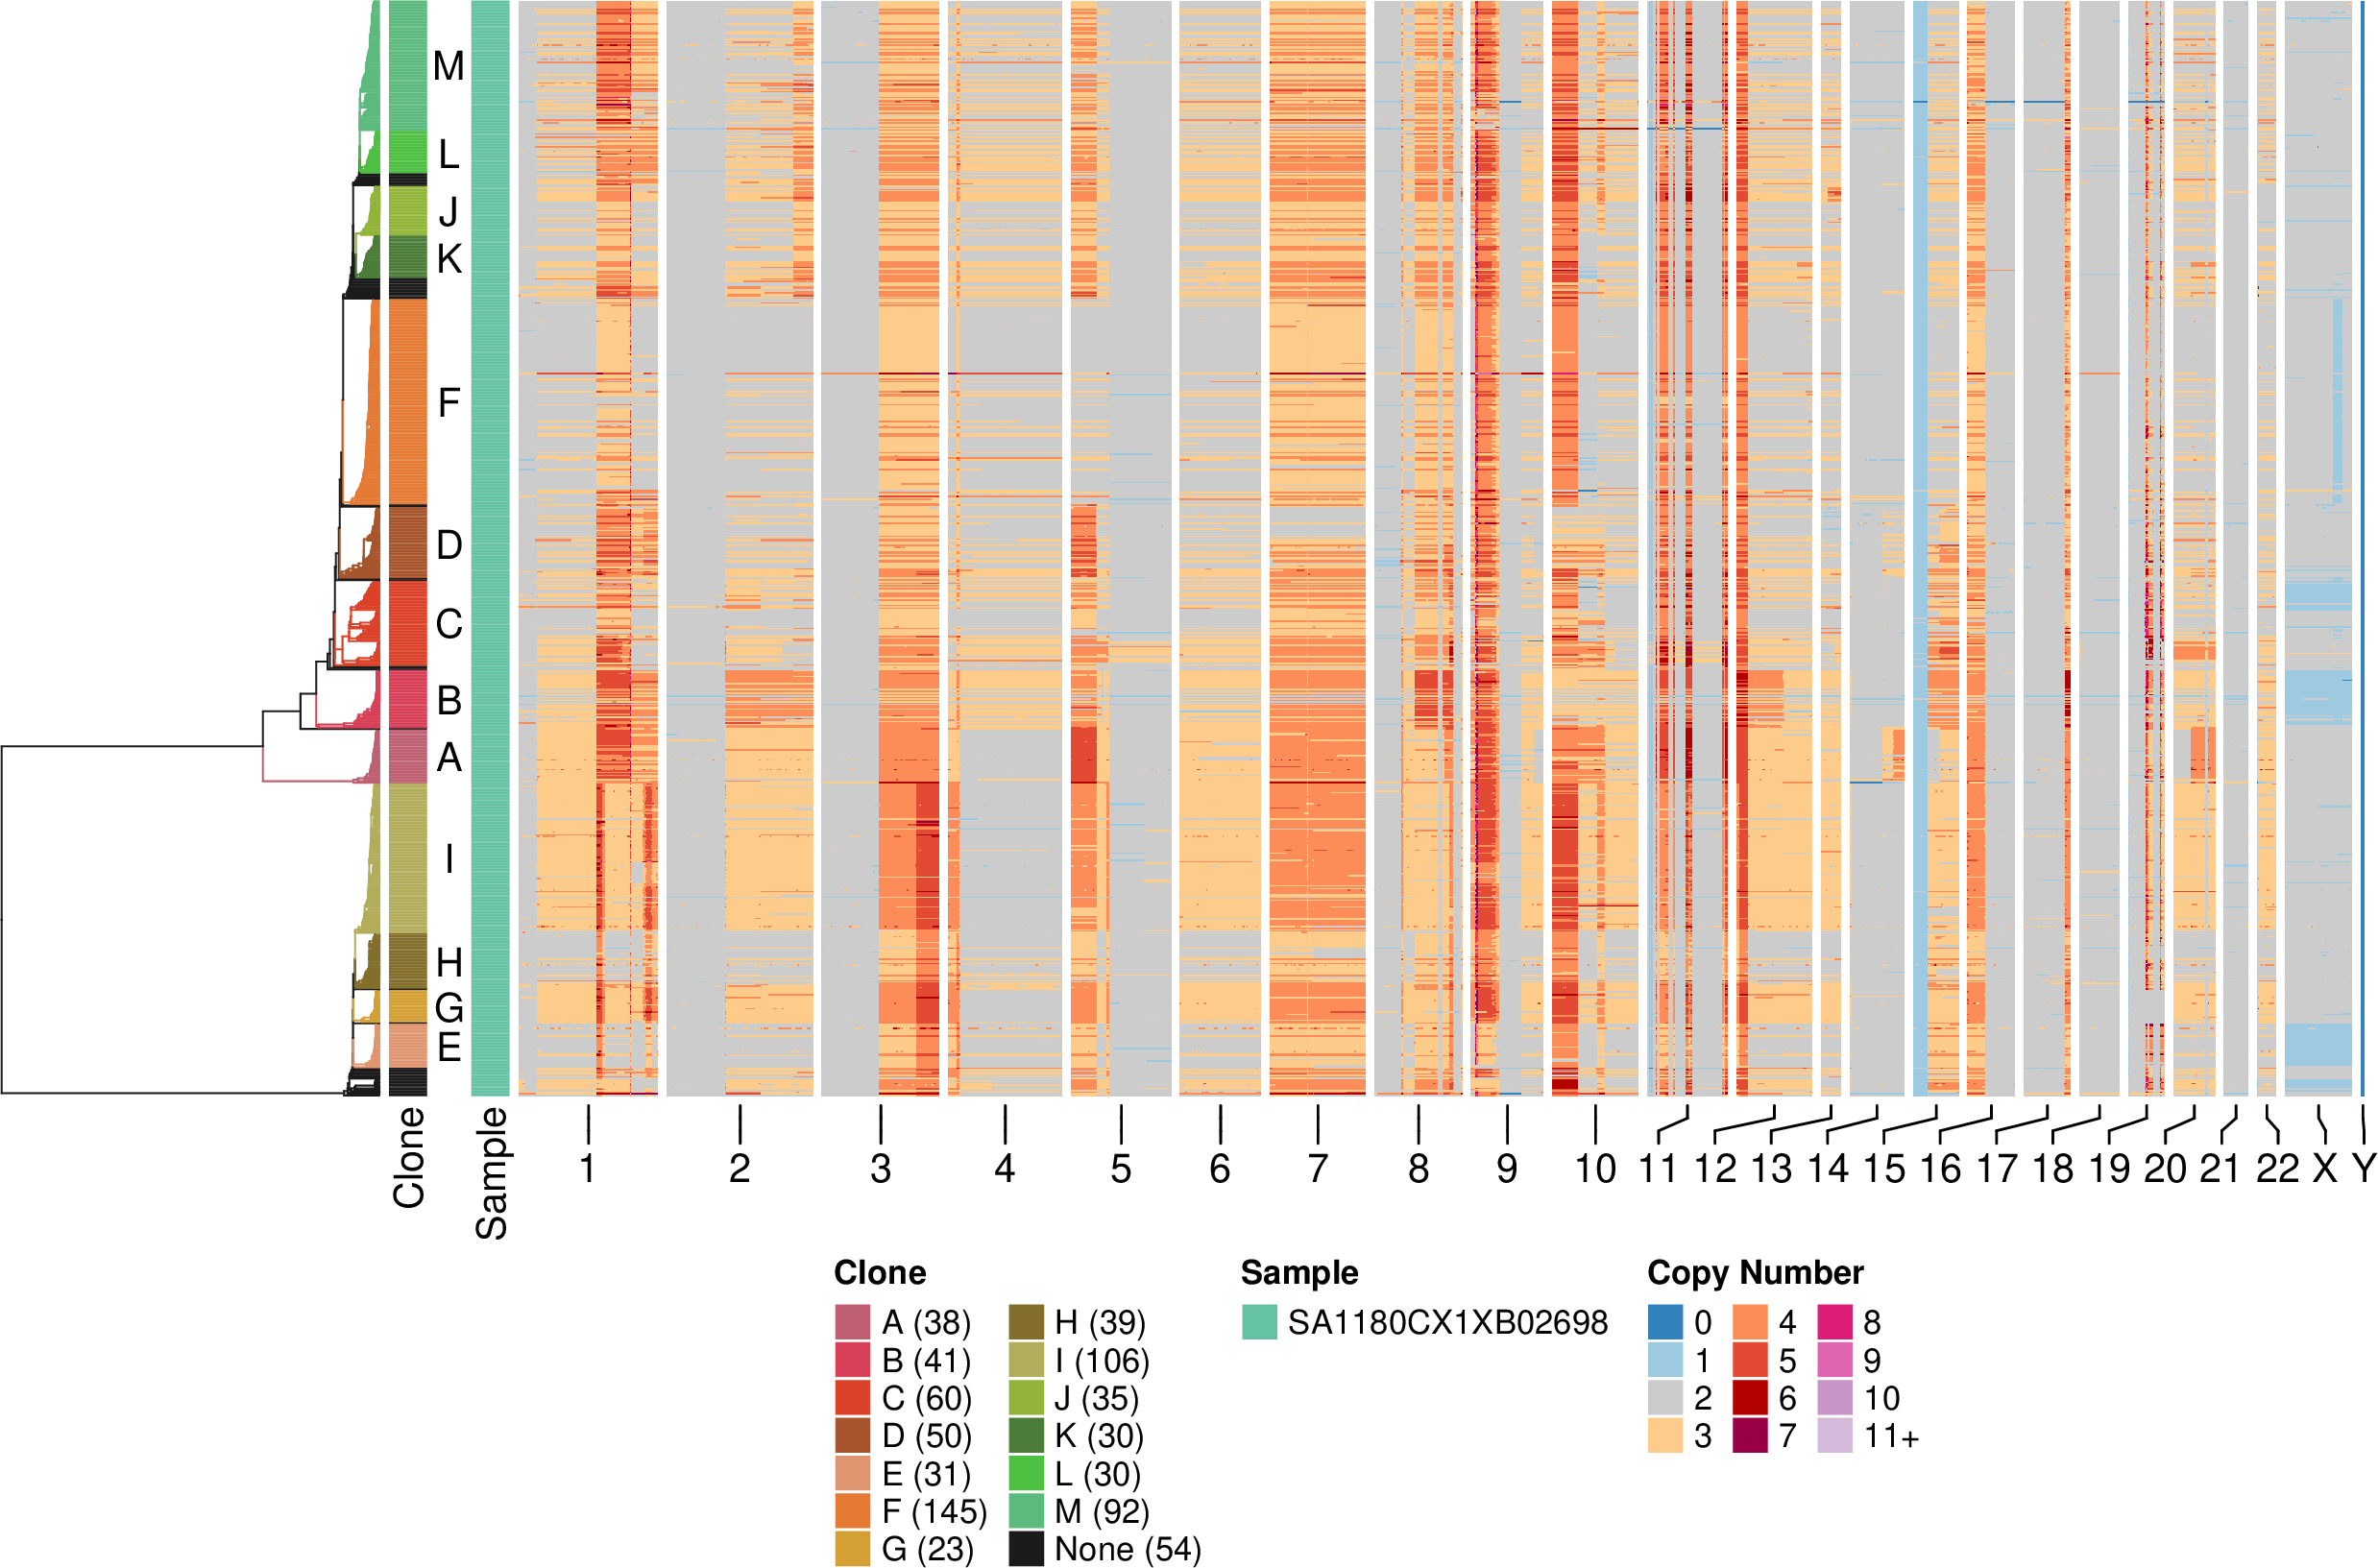 M
L
J
K
F
D
C
B
A
I
H
G
E
Clone
Sample
1 2 3 4 5 6 7 8 9 10 11 12 13 14 15 16 17 18 19 20 21 22 X Y
Clone Sample Copy Number
A (38) H (39) SA1180CX1XB02698 0 4 8
B (41) I (106) 1 5 9
C (60) J (35) 2 6 10
D (50) K (30) 3 7 11+
E (31) L (30)
F (145) M (92)
G (23) None (54)